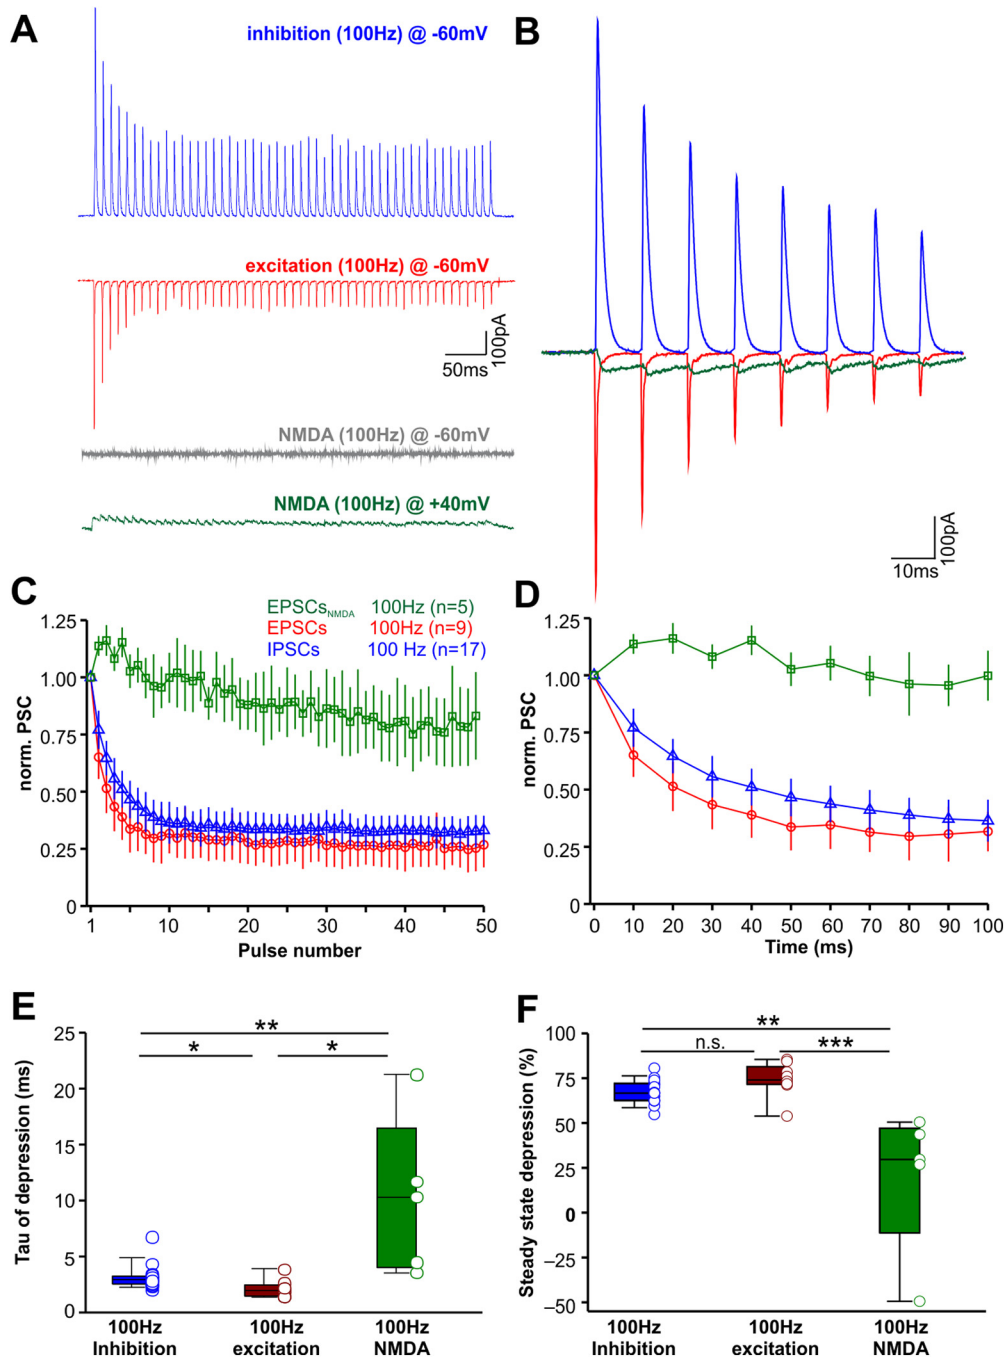 A
inhibition (100Hz) @ -60mV
excitation (100Hz) @ -60mV
50ms
100pA
NMDA (100Hz) @ -60mV
NMDA (100Hz) @ +40mV
B
10ms
100pA
C
EPSCsNMDA 100Hz (n=5)
EPSCs 100Hz (n=9)
IPSCs 100 Hz (n=17)
norm. PSC
1.25
1.00
0.75
0.50
0.25
0
1 10 20 30 40 50
Pulse number
D
norm. PSC
1.25
1.00
0.75
0.50
0.25
0
0 10 20 30 40 50 60 70 80 90 100
Time (ms)
E
Tau of depression (ms)
25
20
15
10
5
0
**
* *
100Hz 100Hz 100Hz
Inhibition excitation NMDA
F
Steady state depression (%)
100
75
50
25
0
−25
−50
**
n.s. ***
100Hz 100Hz 100Hz
Inhibition excitation NMDA